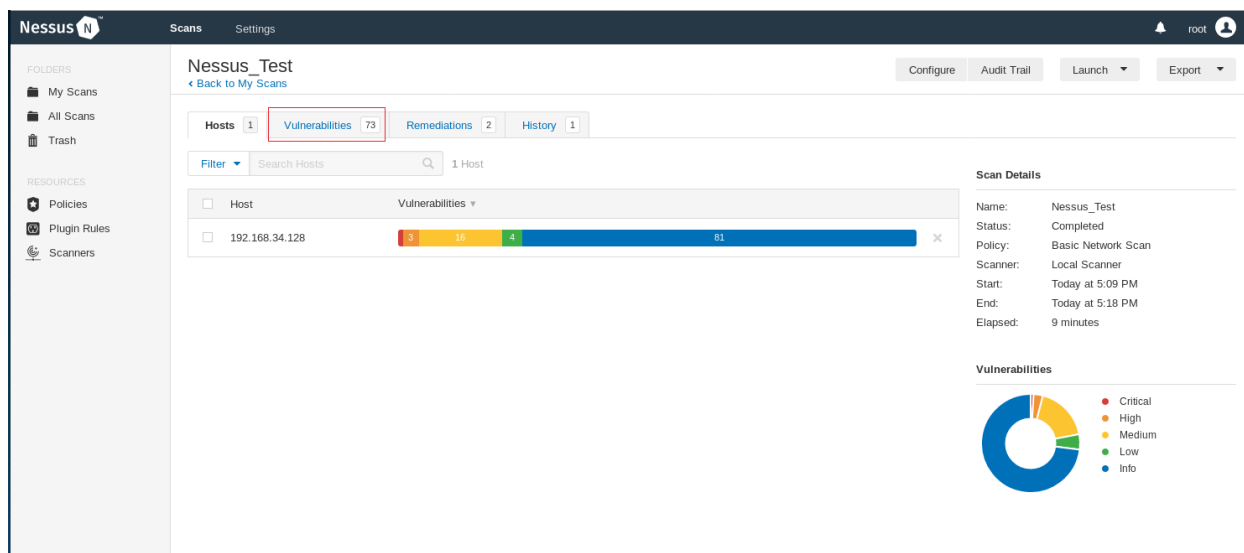 Nessus N ™ Scans Settings root
FOLDERS
My Scans
All Scans
Trash
RESOURCES
Policies
Plugin Rules
Scanners
Nessus_Test
Back to My Scans
Configure Audit Trail Launch Export
Hosts 1 Vulnerabilities 73 Remediations 2 History 1
Filter Search Hosts 1 Host
Host Vulnerabilities
192.168.34.128 3 16 4 81
Scan Details
Name: Nessus_Test
Status: Completed
Policy: Basic Network Scan
Scanner: Local Scanner
Start: Today at 5:09 PM
End: Today at 5:18 PM
Elapsed: 9 minutes
Vulnerabilities
Critical
High
Medium
Low
Info